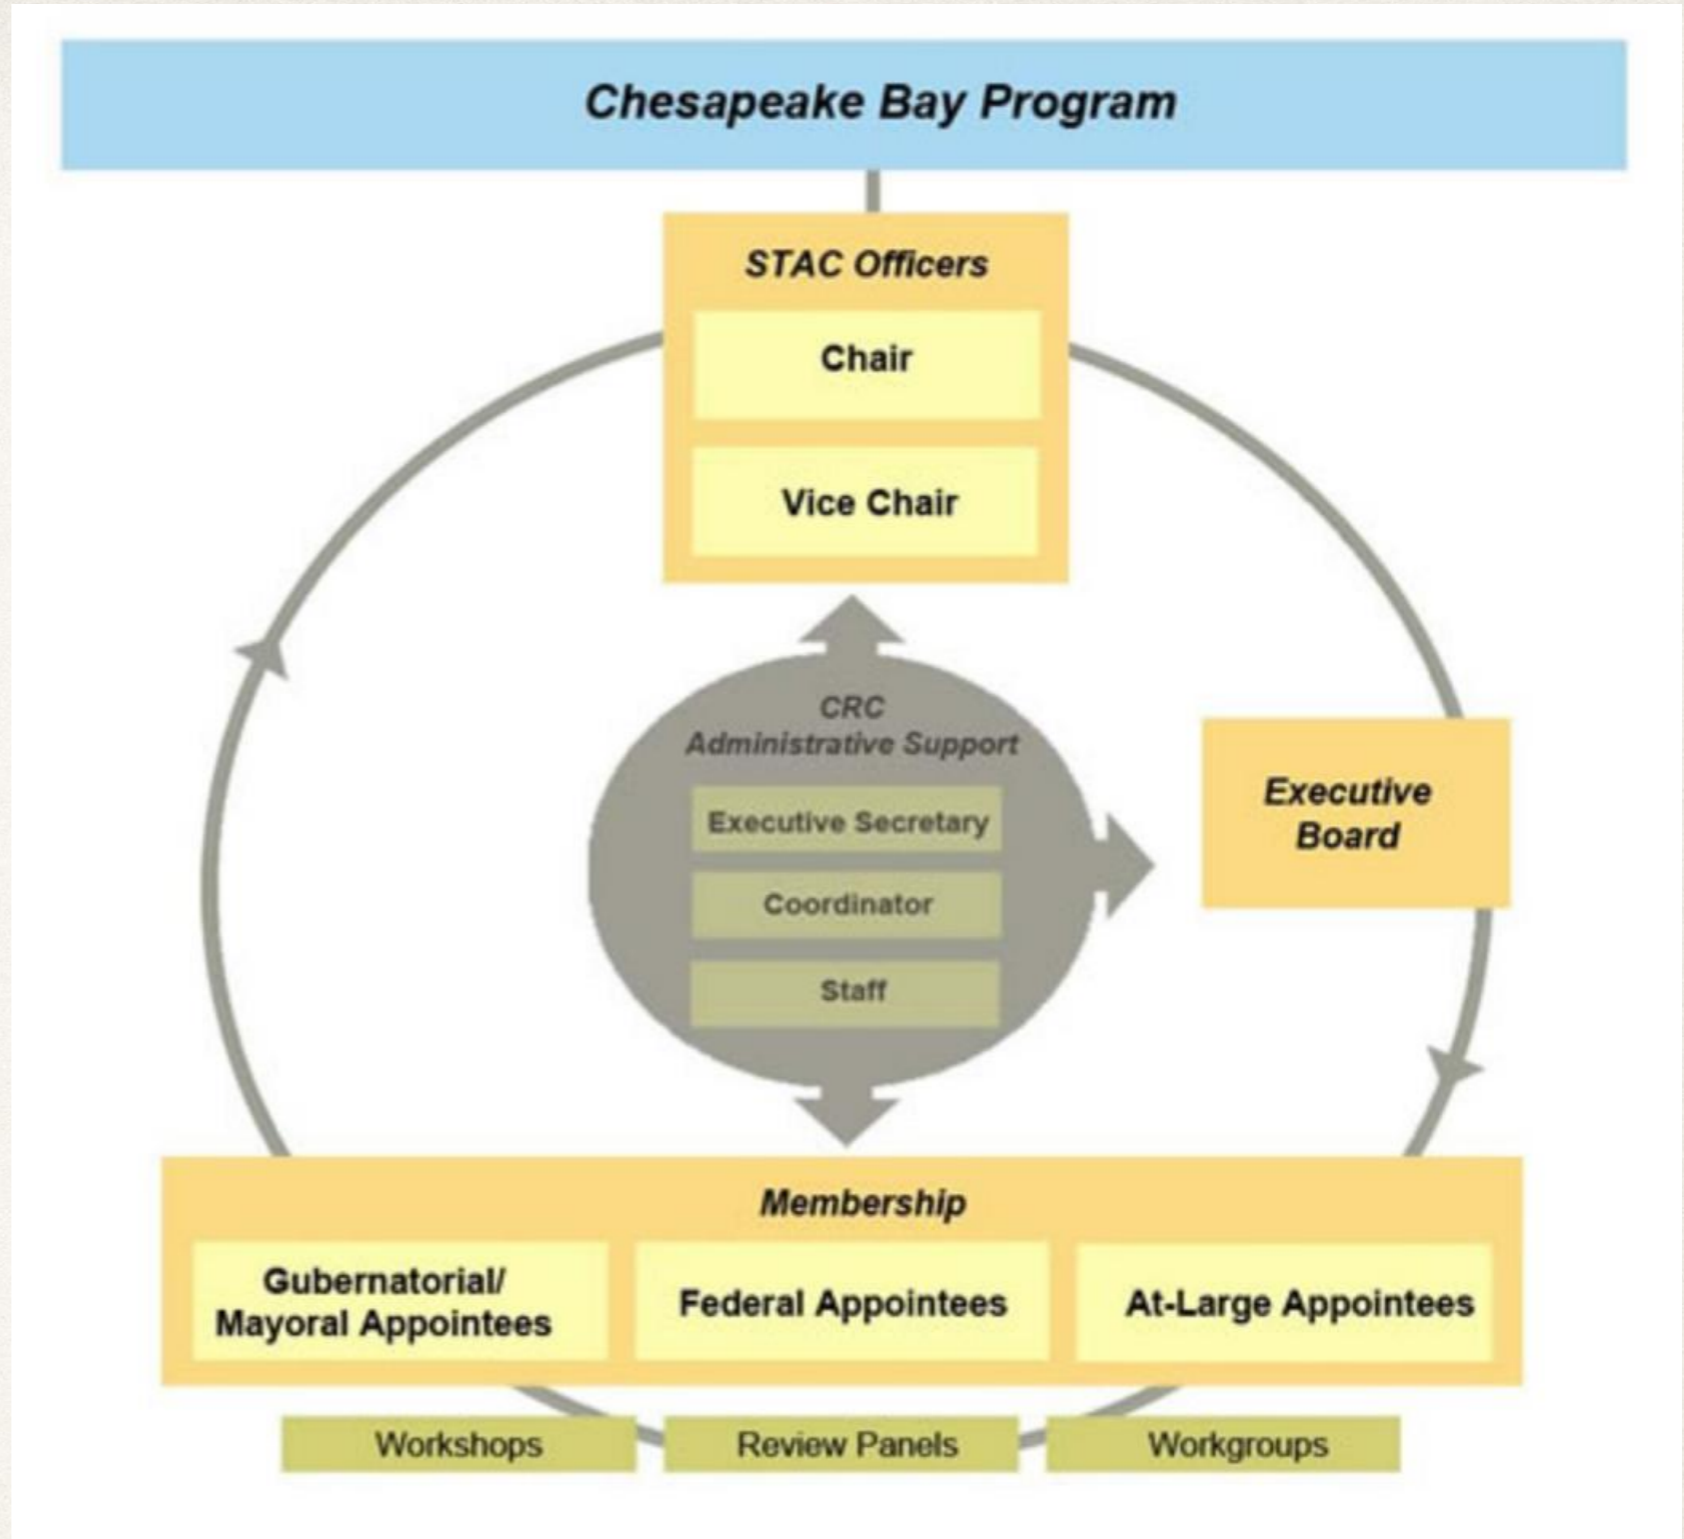 Chesapeake Bay Program
STAC Officers
Chair
Vice Chair
CRC
Administrative Support
Executive Secretary
Coordinator
Staff
Executive
Board
Membership
Gubernatorial/
Mayoral Appointees
Federal Appointees
At-Large Appointees
Workshops
Review Panels
Workgroups